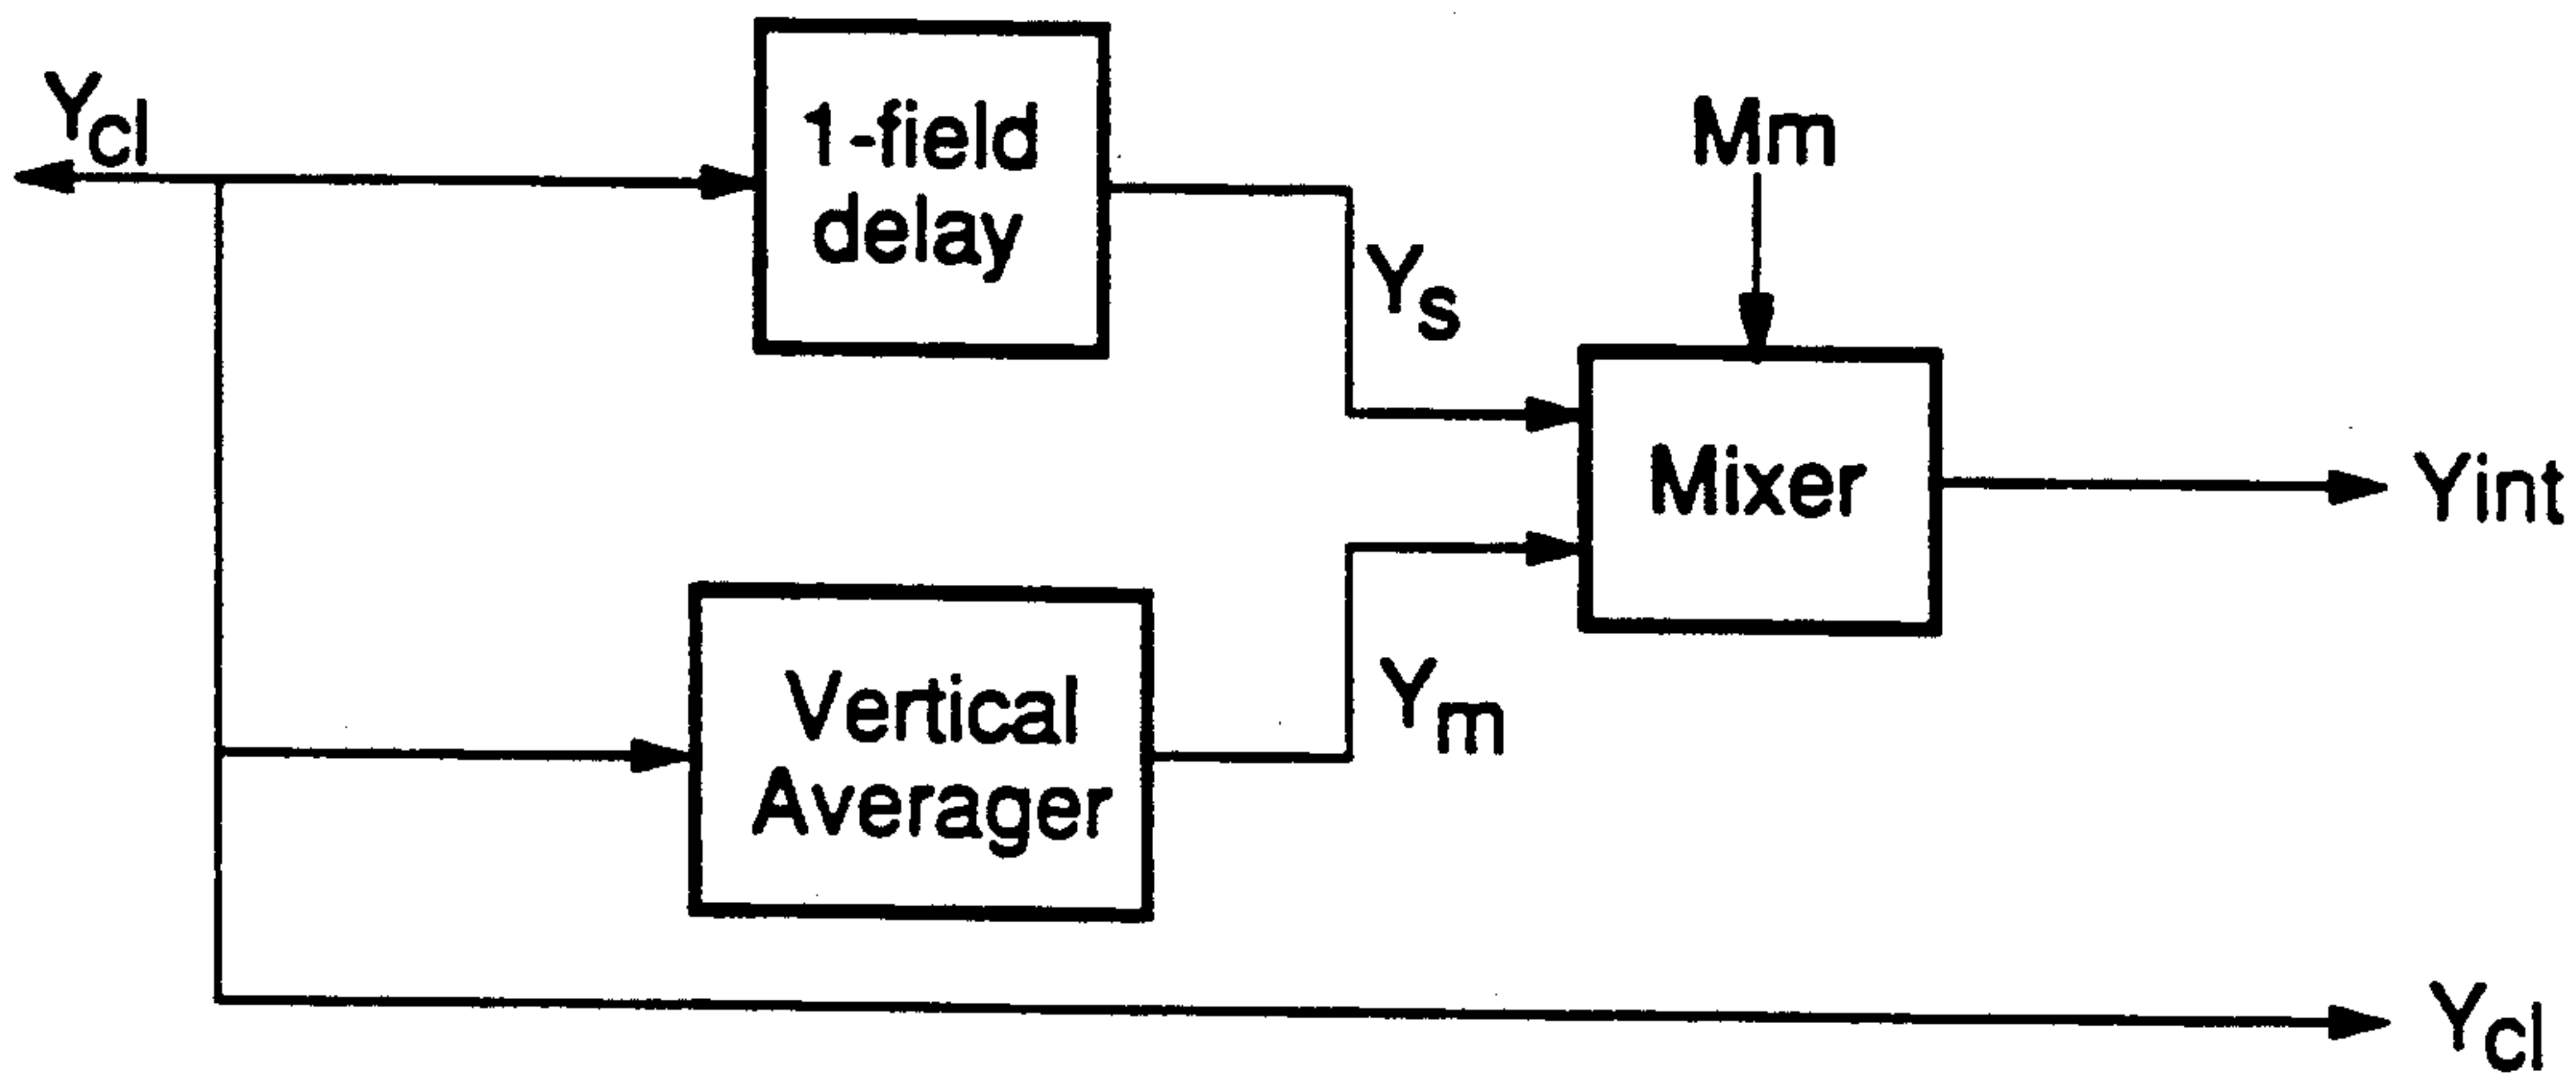 Ycl
1-field
delay
Mm
Ys
Mixer
Yint
Vertical
Averager
Ym
Ycl